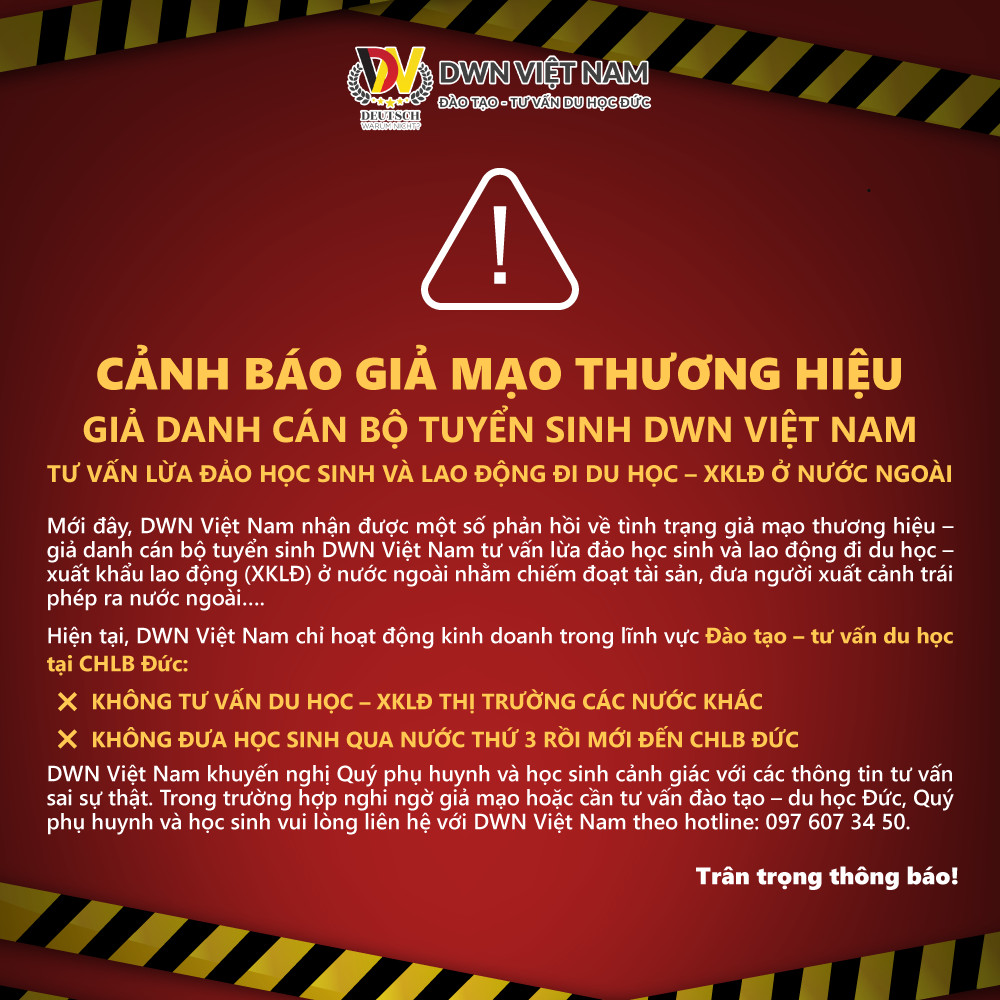 DV
DEUTSCH
WARUM NICHT?
DWN VIỆT NAM
ĐÀO TẠO - TƯ VẤN DU HỌC ĐỨC
!
CẢNH BÁO GIẢ MẠO THƯƠNG HIỆU
GIẢ DANH CÁN BỘ TUYỂN SINH DWN VIỆT NAM
TƯ VẤN LỪA ĐẢO HỌC SINH VÀ LAO ĐỘNG ĐI DU HỌC – XKLĐ Ở NƯỚC NGOÀI
Mới đây, DWN Việt Nam nhận được một số phản hồi về tình trạng giả mạo thương hiệu –
giả danh cán bộ tuyển sinh DWN Việt Nam tư vấn lừa đảo học sinh và lao động đi du học –
xuất khẩu lao động (XKLĐ) ở nước ngoài nhằm chiếm đoạt tài sản, đưa người xuất cảnh trái
phép ra nước ngoài....
Hiện tại, DWN Việt Nam chỉ hoạt động kinh doanh trong lĩnh vực Đào tạo – tư vấn du học
tại CHLB Đức:
✕ KHÔNG TƯ VẤN DU HỌC – XKLĐ THỊ TRƯỜNG CÁC NƯỚC KHÁC
✕ KHÔNG ĐƯA HỌC SINH QUA NƯỚC THỨ 3 RỒI MỚI ĐẾN CHLB ĐỨC
DWN Việt Nam khuyến nghị Quý phụ huynh và học sinh cảnh giác với các thông tin tư vấn
sai sự thật. Trong trường hợp nghi ngờ giả mạo hoặc cần tư vấn đào tạo – du học Đức, Quý
phụ huynh và học sinh vui lòng liên hệ với DWN Việt Nam theo hotline: 097 607 34 50.
Trân trọng thông báo!